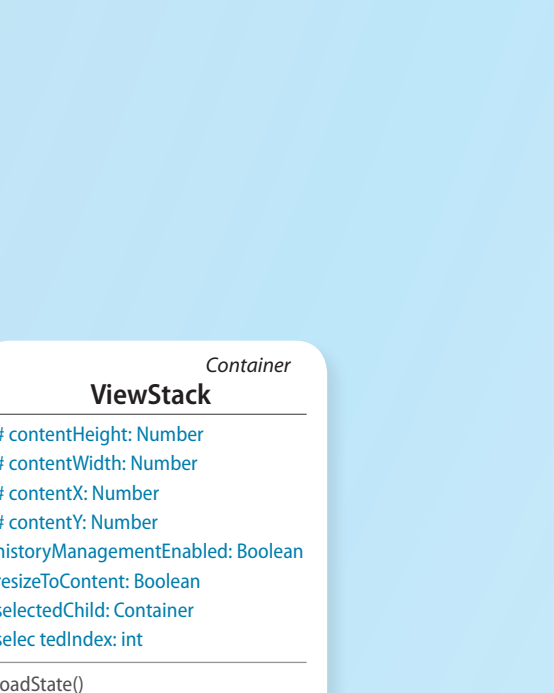 Container
ViewStack
# contentHeight: Number
# contentWidth: Number
# contentX: Number
# contentY: Number
historyManagementEnabled: Boolean
resizeToContent: Boolean
selectedChild: Container
selec tedIndex: int
loadState()